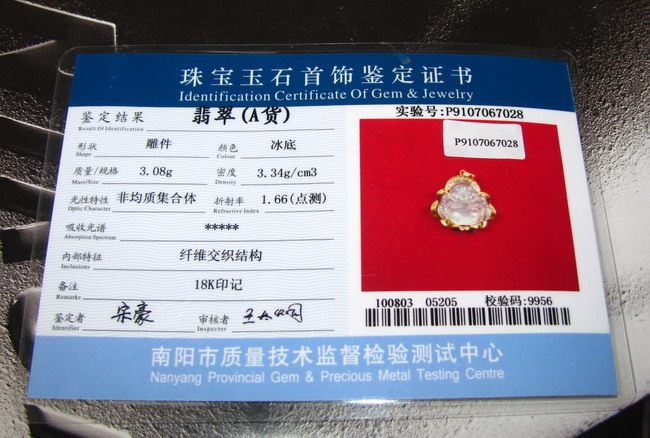 珠宝玉石首饰鉴定证书
Identification Certificate Of Gem & Jewelry
鉴定结果 翡翠(A货)
Result Of Identification
实验号:P9107067028
P9107067028
形状 雕件 颜色 冰底
Shape Colour
质量/规格 3.08g 密度 3.34g/cm3
Mass/Size Density
光性特征 非均质集合体 折射率 1.66(点测)
Optic Character Refractive Index
吸收光谱 *****
Absorption Spectrum
内部特征 纤维交织结构
Inclusions
备注 18K印记
Remarks
鉴定者 宋豪 审核者
Identifier Inspecter
100803 05205 校验码:9956
南阳市质量技术监督检验测试中心
Nanyang Provincial Gem & Precious Metal Testing Centre